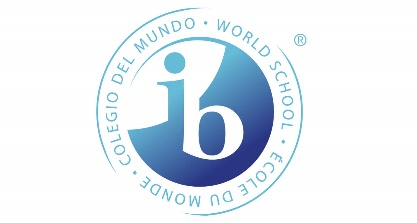 COLEGIO DEL MUNDO · WORLD SCHOOL · ÉCOLE DU MONDE ·
ib
®